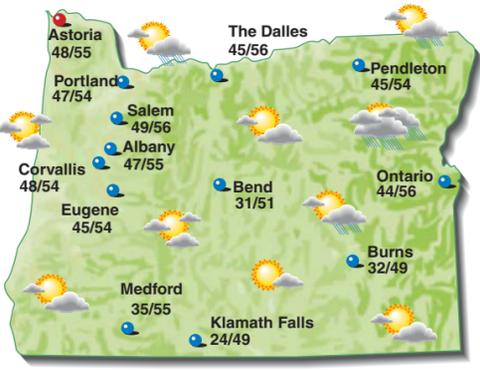 Astoria
48/55
The Dalles
45/56
Portland
47/54
Pendleton
45/54
Salem
49/56
Albany
47/55
Corvallis
48/54
Eugene
45/54
Bend
31/51
Ontario
44/56
Burns
32/49
Medford
35/55
Klamath Falls
24/49